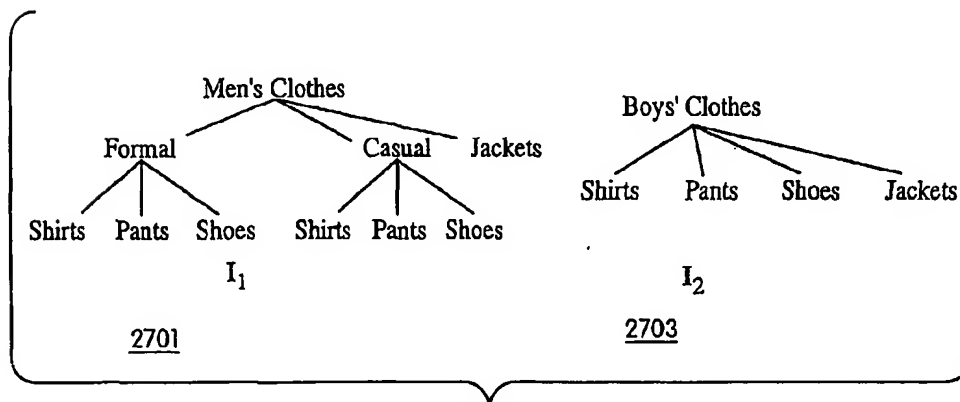 Men's Clothes
Formal Casual Jackets
Shirts Pants Shoes Shirts Pants Shoes
I1
2701
Boys' Clothes
Shirts Pants Shoes Jackets
I2
2703